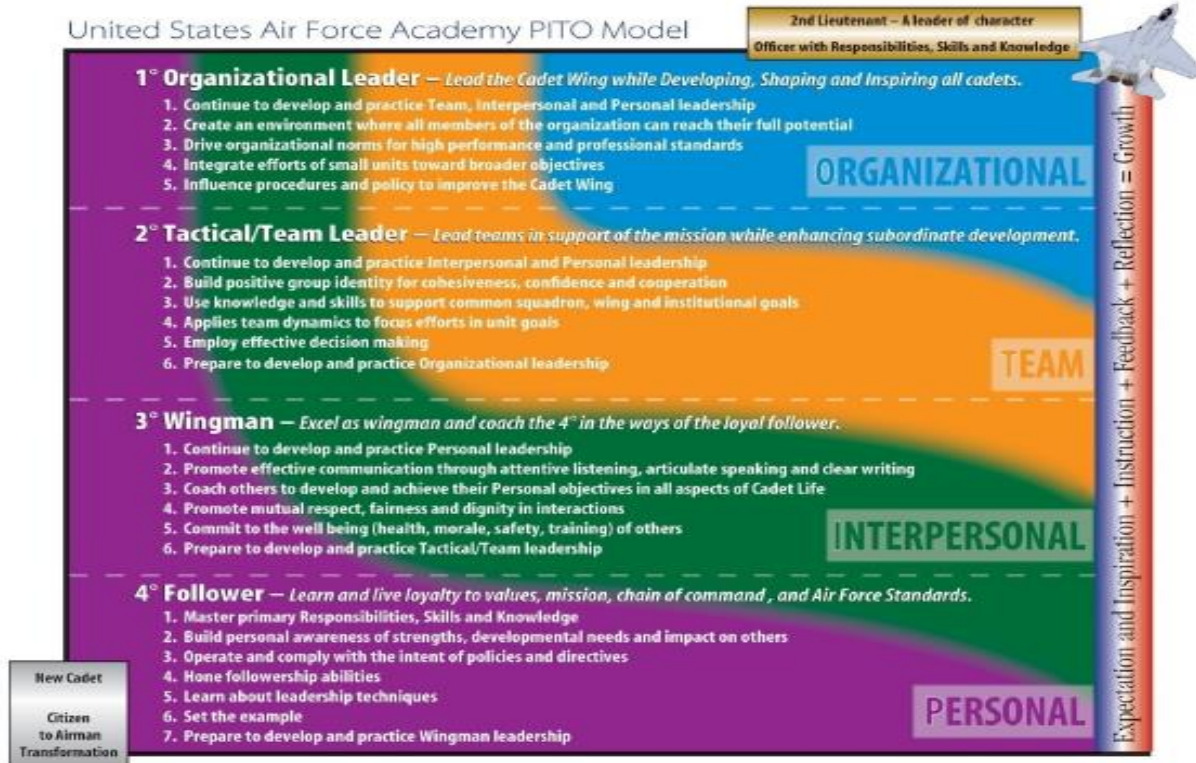 United States Air Force Academy PITO Model
2nd Lieutenant – A leader of character
Officer with Responsibilities, Skills and Knowledge
1° Organizational Leader – Lead the Cadet Wing while Developing, Shaping and Inspiring all cadets.
1. Continue to develop and practice Team, Interpersonal and Personal leadership
2. Create an environment where all members of the organization can reach their full potential
3. Drive organizational norms for high performance and professional standards
4. Integrate efforts of small units toward broader objectives
5. Influence procedures and policy to improve the Cadet Wing
ORGANIZATIONAL
2° Tactical/Team Leader – Lead teams in support of the mission while enhancing subordinate development.
1. Continue to develop and practice Interpersonal and Personal leadership
2. Build positive group identity for cohesiveness, confidence and cooperation
3. Use knowledge and skills to support common squadron, wing and institutional goals
4. Applies team dynamics to focus efforts in unit goals
5. Employ effective decision making
6. Prepare to develop and practice Organizational leadership
TEAM
3° Wingman – Excel as wingman and coach the 4° in the ways of the loyal follower.
1. Continue to develop and practice Personal leadership
2. Promote effective communication through attentive listening, articulate speaking and clear writing
3. Coach others to develop and achieve their Personal objectives in all aspects of Cadet Life
4. Promote mutual respect, fairness and dignity in interactions
5. Commit to the well being (health, morale, safety, training) of others
6. Prepare to develop and practice Tactical/Team leadership
INTERPERSONAL
4° Follower – Learn and live loyalty to values, mission, chain of command , and Air Force Standards.
1. Master primary Responsibilities, Skills and Knowledge
2. Build personal awareness of strengths, developmental needs and impact on others
3. Operate and comply with the intent of policies and directives
4. Hone followership abilities
5. Learn about leadership techniques
6. Set the example
7. Prepare to develop and practice Wingman leadership
PERSONAL
New Cadet
Citizen
to Airman
Transformation
Expectation and Inspiration + Instruction + Feedback + Reflection = Growth